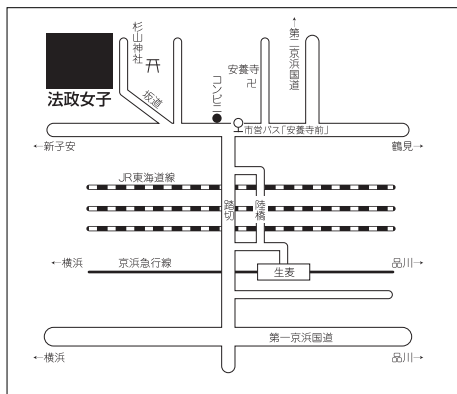 杉山神社
坂道
法政女子
コンビニ
安養寺
↑第二京浜国道
市営バス「安養寺前」
←新子安
鶴見→
JR東海道線
踏切
陸橋
←横浜
京浜急行線
生麦
品川→
第一京浜国道
←横浜
品川→